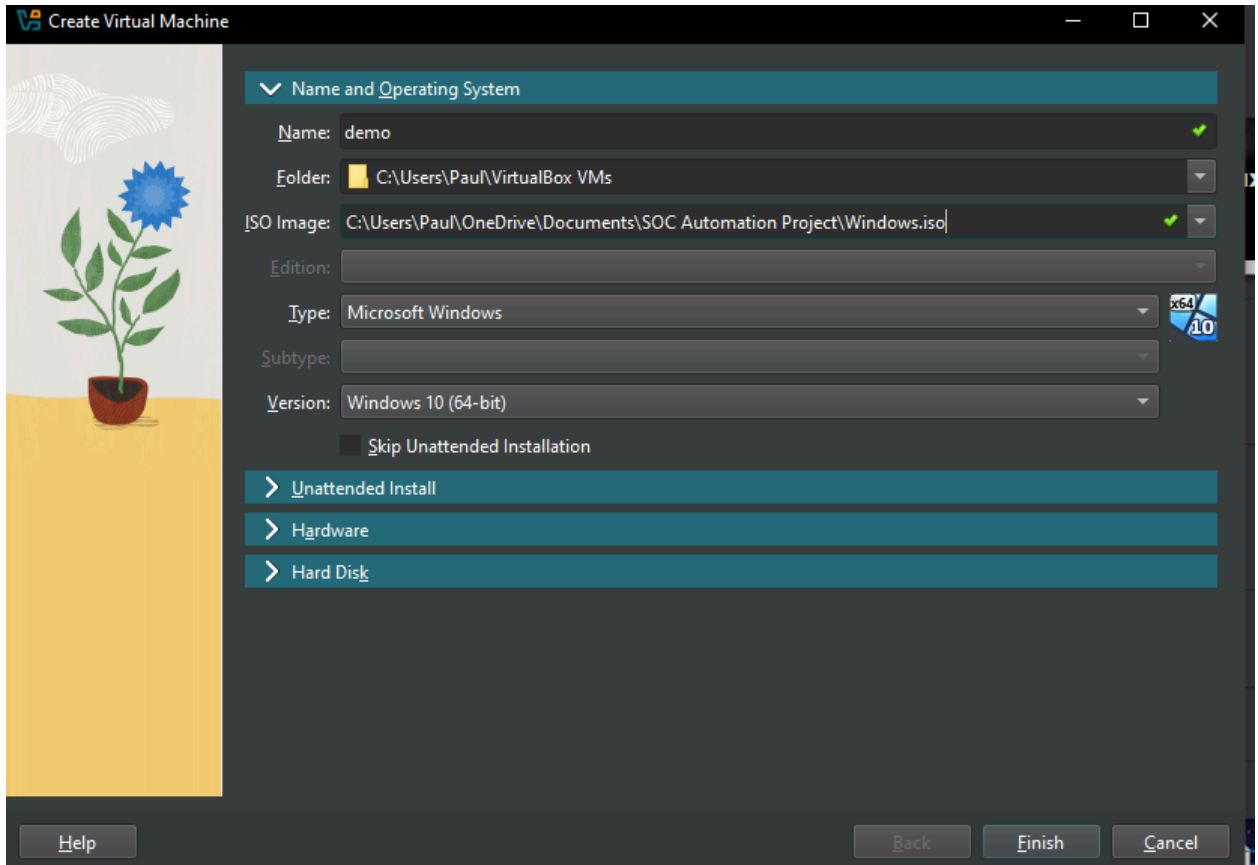 Create Virtual Machine
Name and Operating System
Name: demo
Folder: C:\Users\Paul\VirtualBox VMs
ISO Image: C:\Users\Paul\OneDrive\Documents\SOC Automation Project\Windows.iso
Edition:
Type: Microsoft Windows
x64
10
Subtype:
Version: Windows 10 (64-bit)
Skip Unattended Installation
Unattended Install
Hardware
Hard Disk
Help Back Finish Cancel